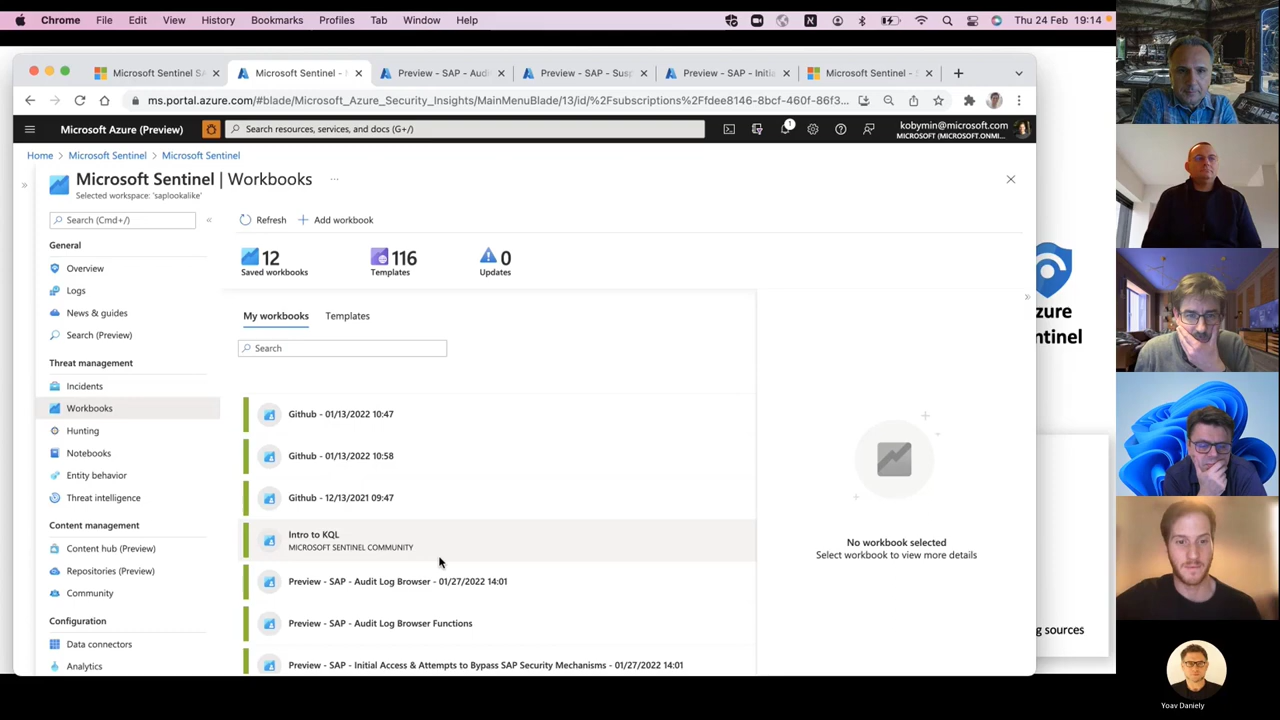 Chrome File Edit View History Bookmarks Profiles Tab Window Help Thu 24 Feb 19:14
Microsoft Sentinel SA Microsoft Sentinel - Preview - SAP - Audi Preview - SAP - Sus Preview - SAP - Initia Microsoft Sentinel -
ms.portal.azure.com/#blade/Microsoft_Azure_Security_Insights/MainMenuBlade/13/id/%2Fsubscriptions%2Ffdee8146-8bcf-460f-86f3...
Microsoft Azure (Preview) Search resources, services, and docs (G+/) 1 kobymin@microsoft.com
MICROSOFT (MICROSOFT.ONMI...
Home > Microsoft Sentinel > Microsoft Sentinel
Microsoft Sentinel | Workbooks ...
Selected workspace: 'saplookalike'
Search (Cmd+/)
General
Overview
Logs
News & guides
Search (Preview)
Threat management
Incidents
Workbooks
Hunting
Notebooks
Entity behavior
Threat intelligence
Content management
Content hub (Preview)
Repositories (Preview)
Community
Configuration
Data connectors
Analytics
Refresh + Add workbook
12 Saved workbooks
116 Templates
0 Updates
My workbooks Templates
Search
Github - 01/13/2022 10:47
Github - 01/13/2022 10:58
Github - 12/13/2021 09:47
Intro to KQL
MICROSOFT SENTINEL COMMUNITY
Preview - SAP - Audit Log Browser - 01/27/2022 14:01
Preview - SAP - Audit Log Browser Functions
Preview - SAP - Initial Access & Attempts to Bypass SAP Security Mechanisms - 01/27/2022 14:01
No workbook selected
Select workbook to view more details
zure
ntinel
g sources
Yoav Daniely